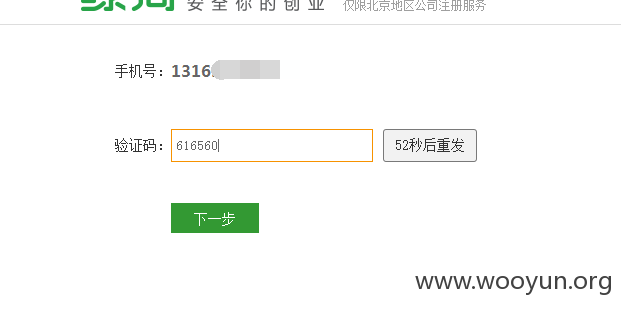 安全你的创业 仅限北京地区公司注册服务
手机号：1316
验证码：616560 52秒后重发
下一步
www.wooyun.org